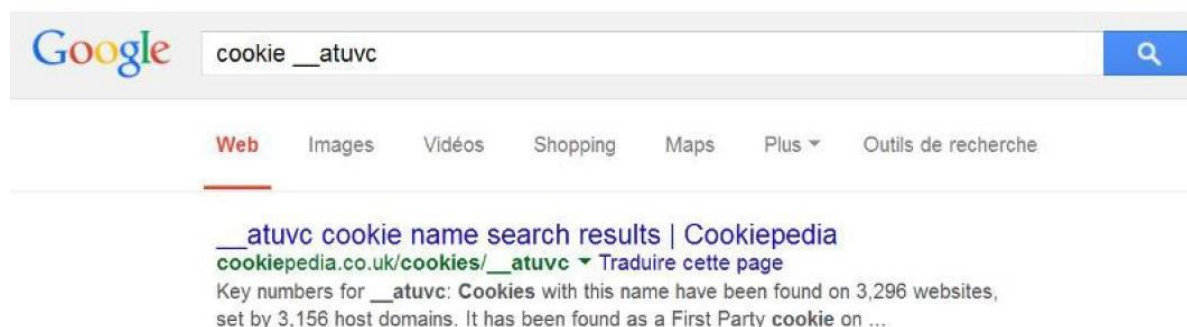 Google cookie __atuvc
Web Images Vidéos Shopping Maps Plus Outils de recherche
__atuvc cookie name search results | Cookiepedia
cookiepedia.co.uk/cookies/__atuvc Traduire cette page
Key numbers for __atuvc: Cookies with this name have been found on 3,296 websites,
set by 3,156 host domains. It has been found as a First Party cookie on ...